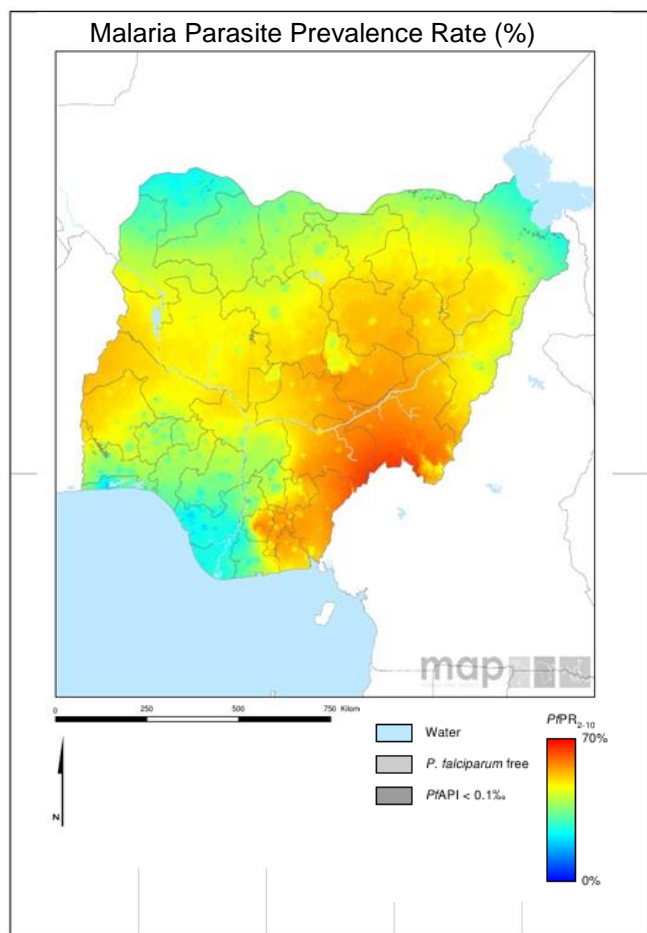 Malaria Parasite Prevalence Rate (%)
map
0 250 500 750 Kilom
Water
P. falciparum free
PfAPI < 0.1‰
PfPR2-10
70%
0%
N